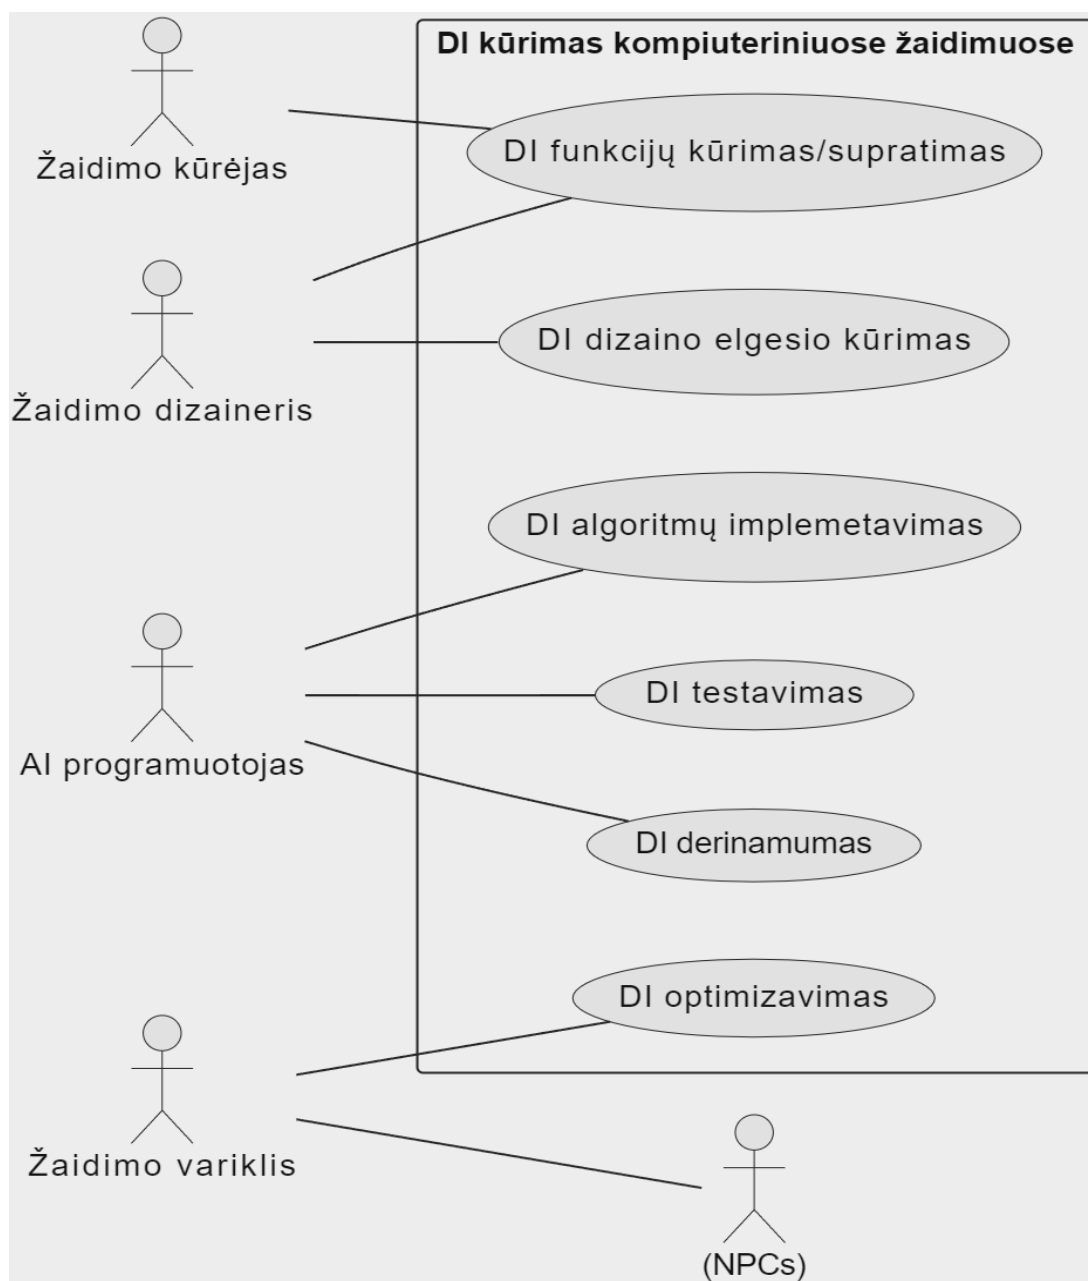 DI kūrimas kompiuteriniuose žaidimuose
Žaidimo kūrėjas
DI funkcijų kūrimas/supratimas
Žaidimo dizaineris
DI dizaino elgesio kūrimas
DI algoritmų implemetavimas
AI programuotojas
DI testavimas
DI derinamumas
DI optimizavimas
Žaidimo variklis
(NPCs)